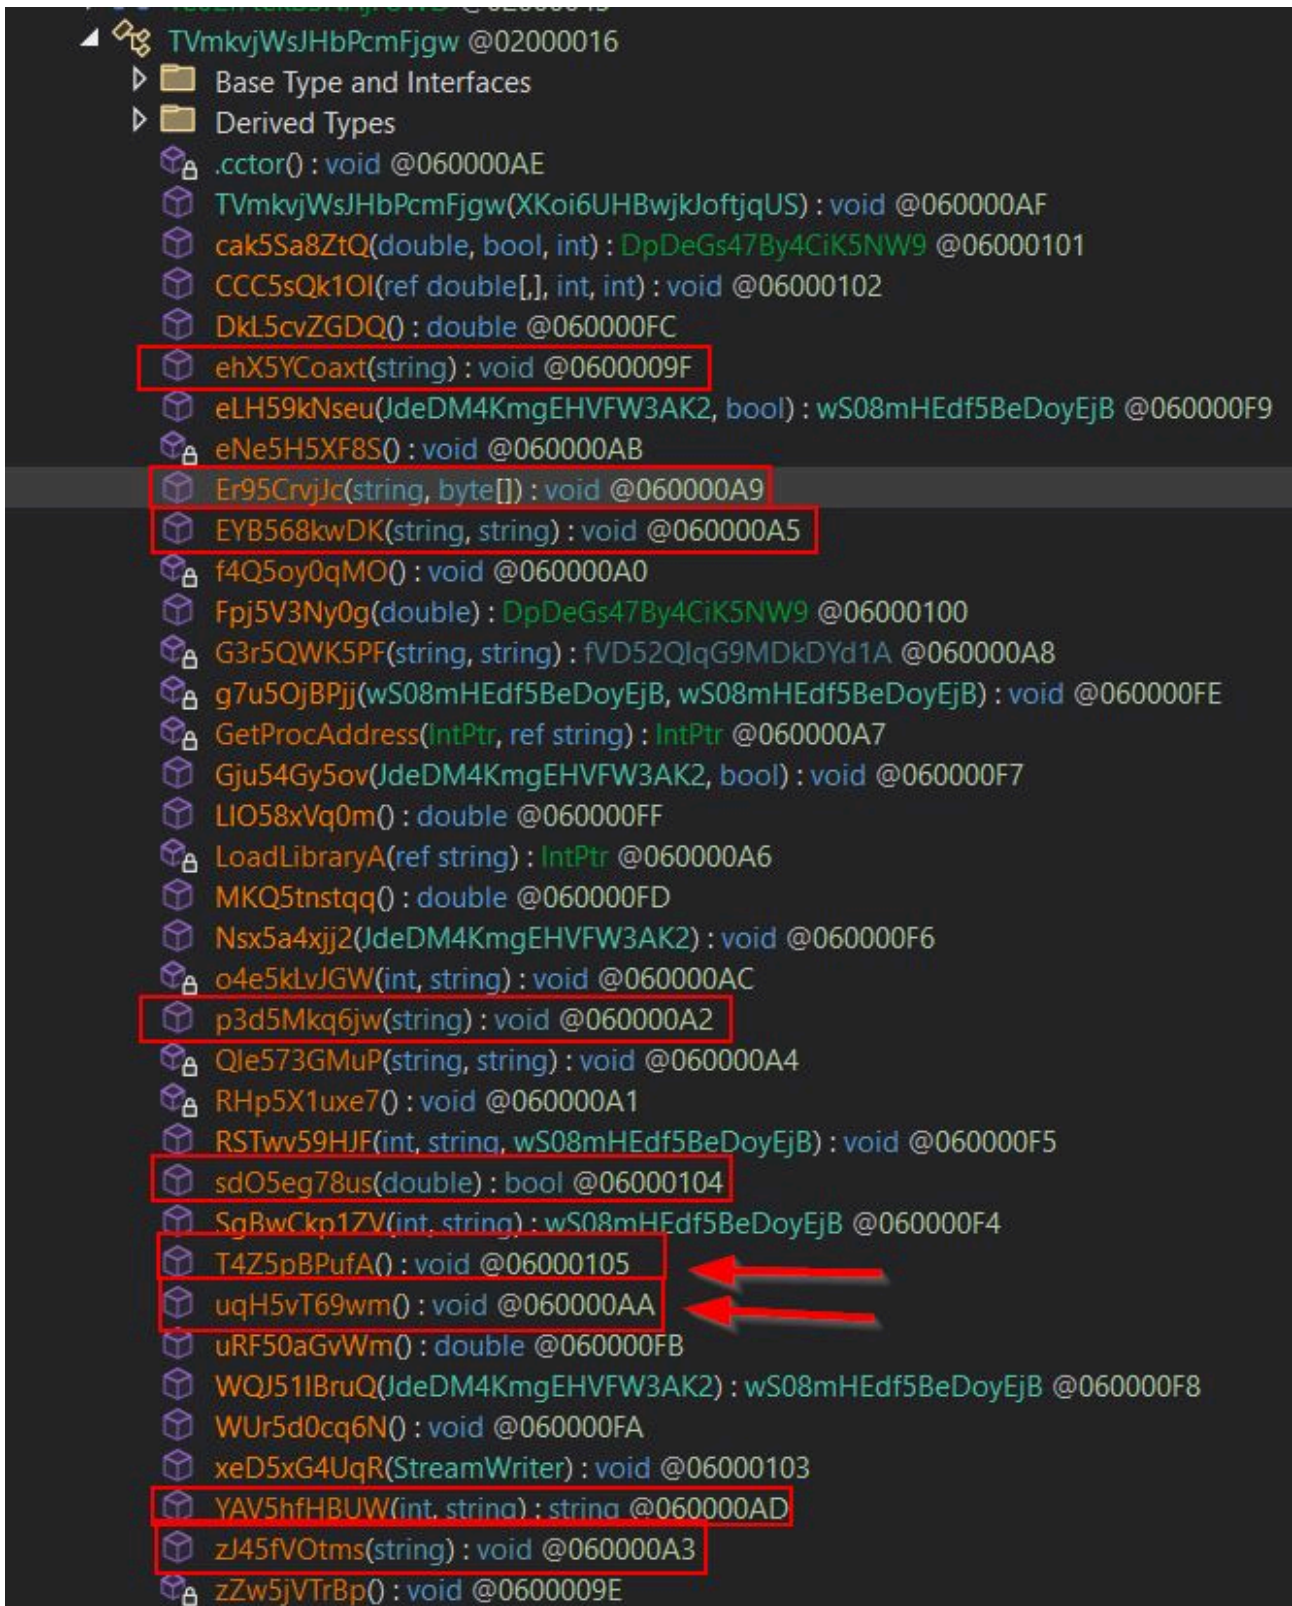 TVmkvjWsJHbPcmFjgw @02000016
Base Type and Interfaces
Derived Types
.cctor() : void @060000AE
TVmkvjWsJHbPcmFjgw(XKoi6UHBwjkJoftjqUS) : void @060000AF
cak5Sa8ZtQ(double, bool, int) : DpDeGs47By4CiK5NW9 @06000101
CCC5sQk1OI(ref double[,], int, int) : void @06000102
DkL5cvZGDQ() : double @060000FC
ehX5YCoaxt(string) : void @0600009F
eLH59kNseu(JdeDM4KmgEHVFW3AK2, bool) : wS08mHEdf5BeDoyEjB @060000F9
eNe5H5XF8S() : void @060000AB
Er95CrvjJc(string, byte[]) : void @060000A9
EYB568kwDK(string, string) : void @060000A5
f4Q5oy0qMO() : void @060000A0
Fpj5V3Ny0g(double) : DpDeGs47By4CiK5NW9 @06000100
G3r5QWK5PF(string, string) : fVD52QIqG9MDkDYd1A @060000A8
g7u5OjBPjj(wS08mHEdf5BeDoyEjB, wS08mHEdf5BeDoyEjB) : void @060000FE
GetProcAddress(IntPtr, ref string) : IntPtr @060000A7
Gju54Gy5ov(JdeDM4KmgEHVFW3AK2, bool) : void @060000F7
LIO58xVq0m() : double @060000FF
LoadLibraryA(ref string) : IntPtr @060000A6
MKQ5tnstqq() : double @060000FD
Nsx5a4xjj2(JdeDM4KmgEHVFW3AK2) : void @060000F6
o4e5kLvJGW(int, string) : void @060000AC
p3d5Mkq6jw(string) : void @060000A2
Qle573GMuP(string, string) : void @060000A4
RHp5X1uxe7() : void @060000A1
RSTwv59HJF(int, string, wS08mHEdf5BeDoyEjB) : void @060000F5
sdO5eg78us(double) : bool @06000104
SgBwCkp1ZV(int, string) : wS08mHEdf5BeDoyEjB @060000F4
T4Z5pBPufA() : void @06000105
uqH5vT69wm() : void @060000AA
uRF50aGvWm() : double @060000FB
WQJ51IBruQ(JdeDM4KmgEHVFW3AK2) : wS08mHEdf5BeDoyEjB @060000F8
WUr5d0cq6N() : void @060000FA
xeD5xG4UqR(StreamWriter) : void @06000103
YAV5hfHBUW(int, string) : string @060000AD
zJ45fVOtms(string) : void @060000A3
zZw5jVTrBp() : void @0600009E